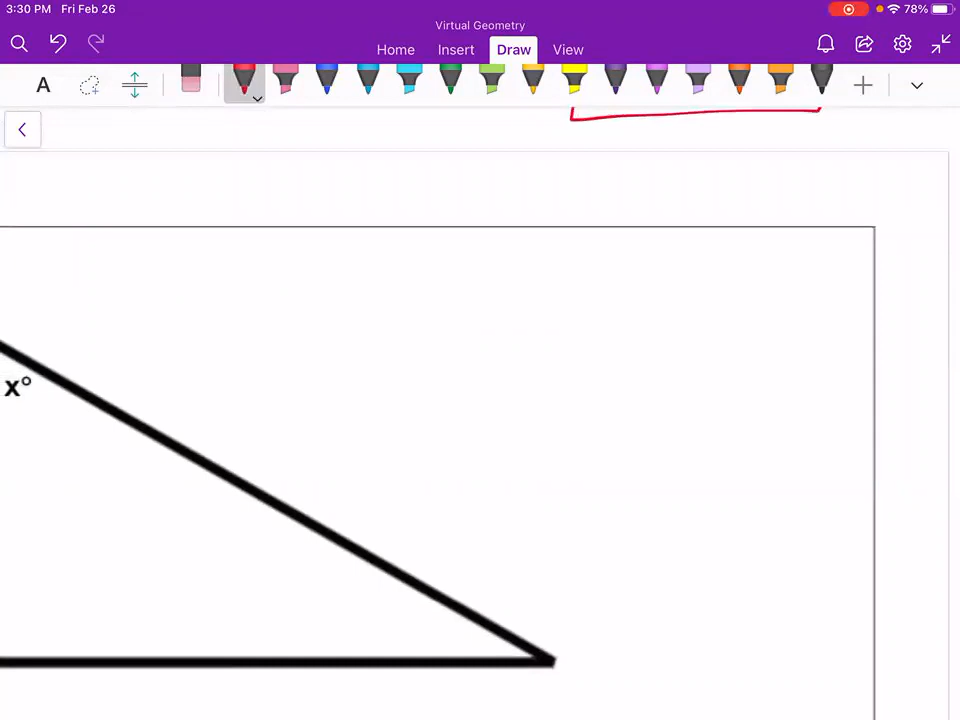 3:30 PM Fri Feb 26
78%
Virtual Geometry
Home Insert Draw View
A
x°